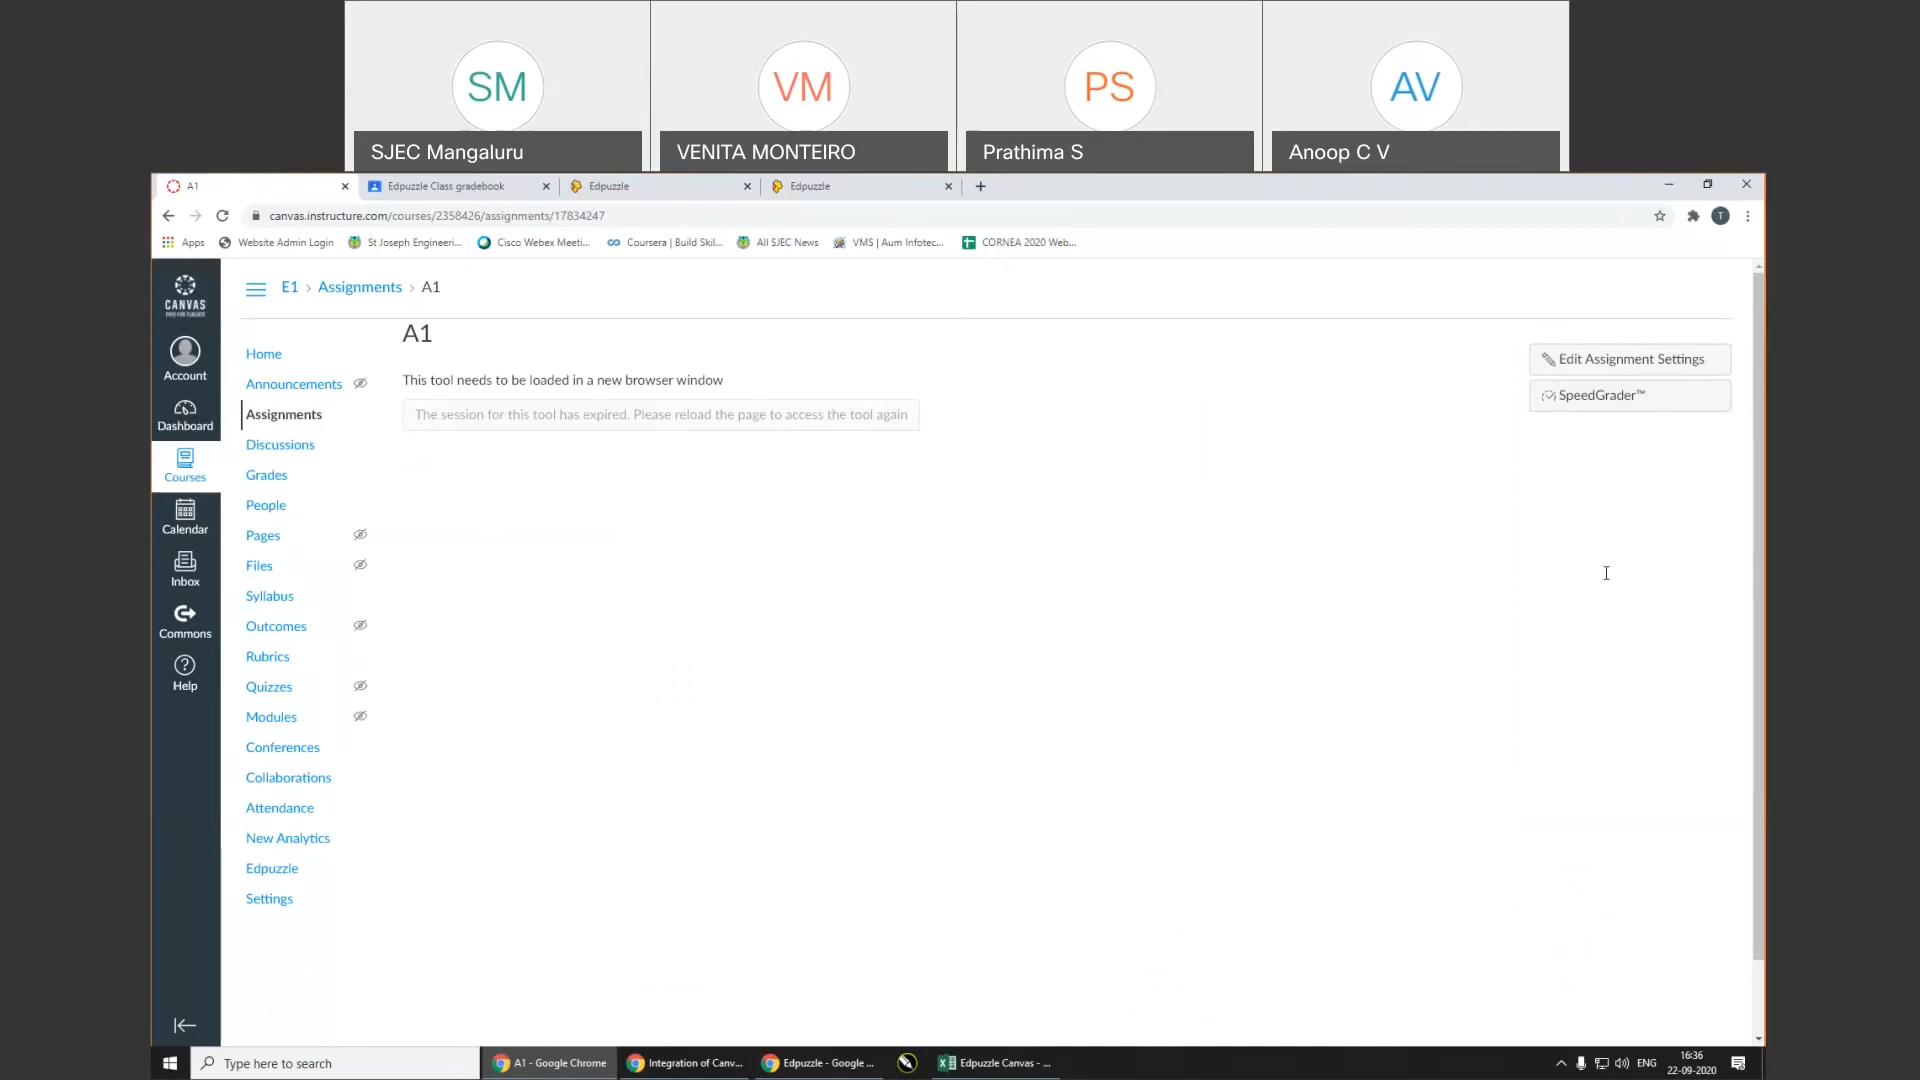 SM
VM
PS
AV
SJEC Mangaluru
VENITA MONTEIRO
Prathima S
Anoop C V
A1
Edpuzzle Class gradebook
Edpuzzle
Edpuzzle
canvas.instructure.com/courses/2358426/assignments/17834247
T
Apps
Website Admin Login
St Joseph Engineeri...
Cisco Webex Meeti...
Coursera | Build Skil...
All SJEC News
VMS | Aum Infotec...
CORNEA 2020 Web...
CANVAS
FREE FOR TEACHER
Account
Dashboard
Courses
Calendar
Inbox
Commons
Help
E1 › Assignments › A1
Home
Announcements
Assignments
Discussions
Grades
People
Pages
Files
Syllabus
Outcomes
Rubrics
Quizzes
Modules
Conferences
Collaborations
Attendance
New Analytics
Edpuzzle
Settings
A1
This tool needs to be loaded in a new browser window
The session for this tool has expired. Please reload the page to access the tool again
Edit Assignment Settings
SpeedGrader™
Type here to search
A1 - Google Chrome
Integration of Canv...
Edpuzzle - Google ...
Edpuzzle Canvas - ...
ENG
16:36
22-09-2020